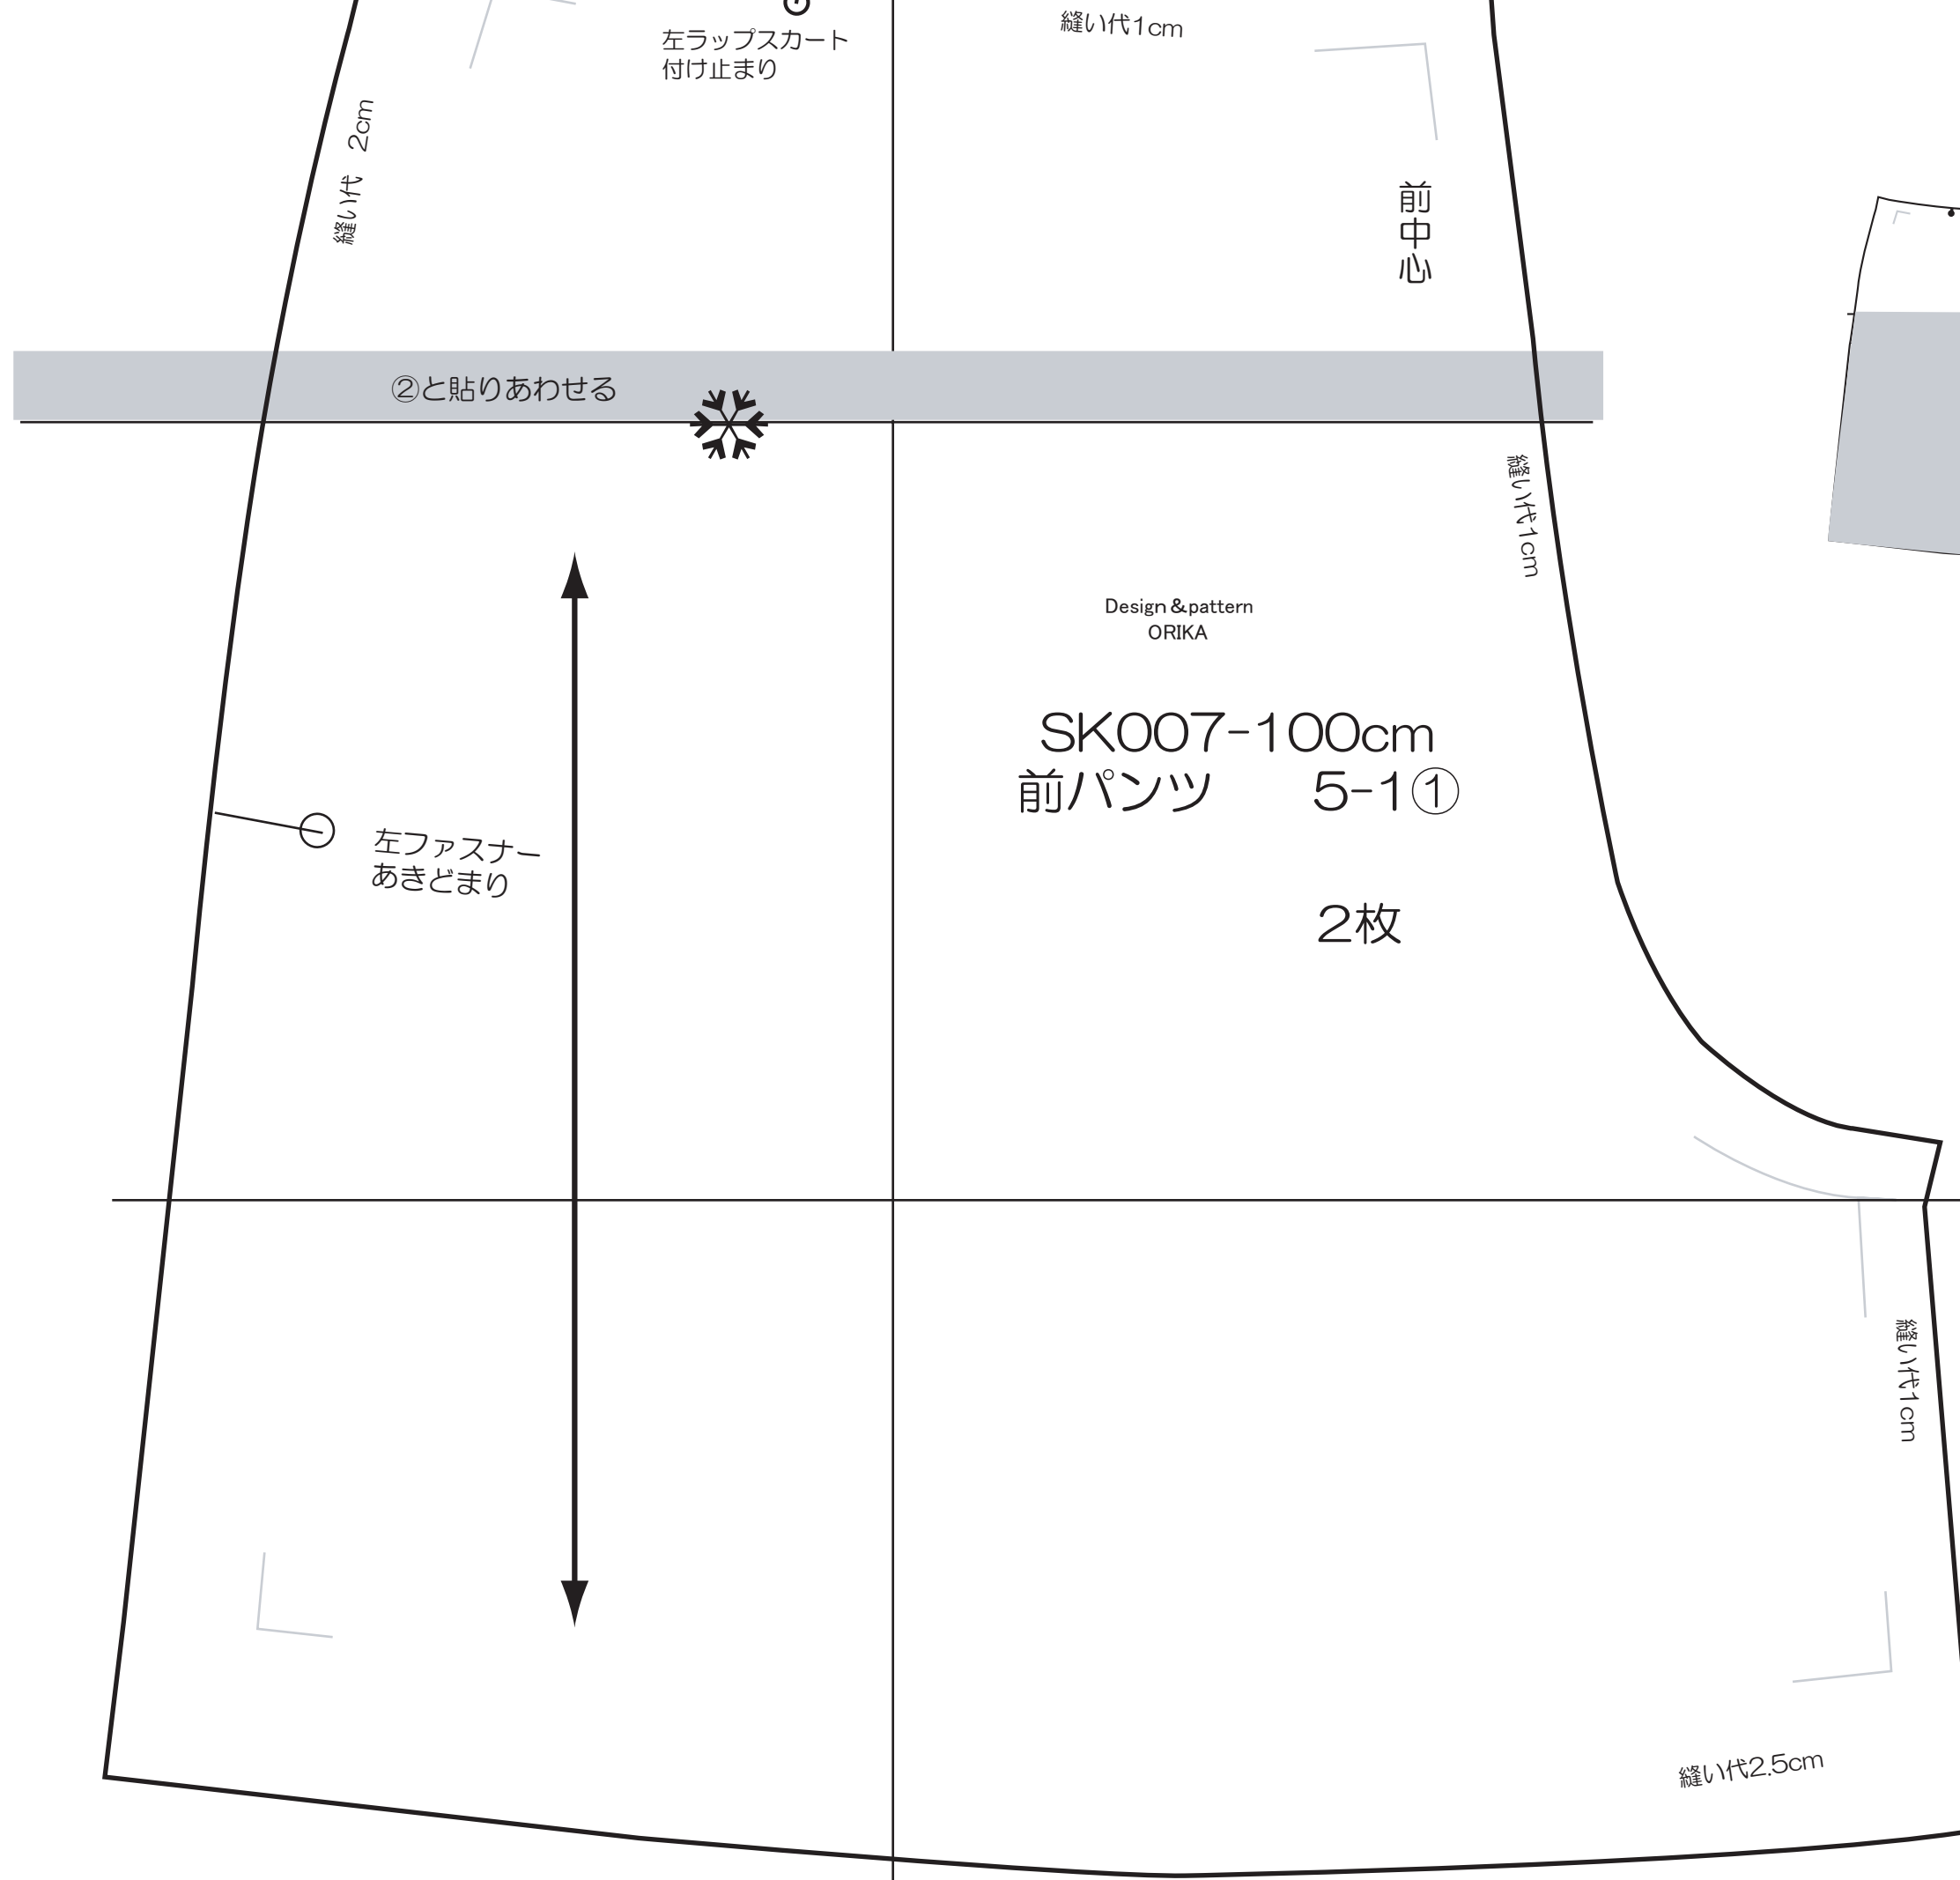 左ラップスカート
付け止まり
縫い代1cm
縫い代 2cm
前中心
②と貼りあわせる
縫い代1cm
Design &pattern
ORIKA
SK007-100cm
前パンツ 5-1①
左ファスナー
あきどまり
2枚
縫い代1cm
縫い代2.5cm